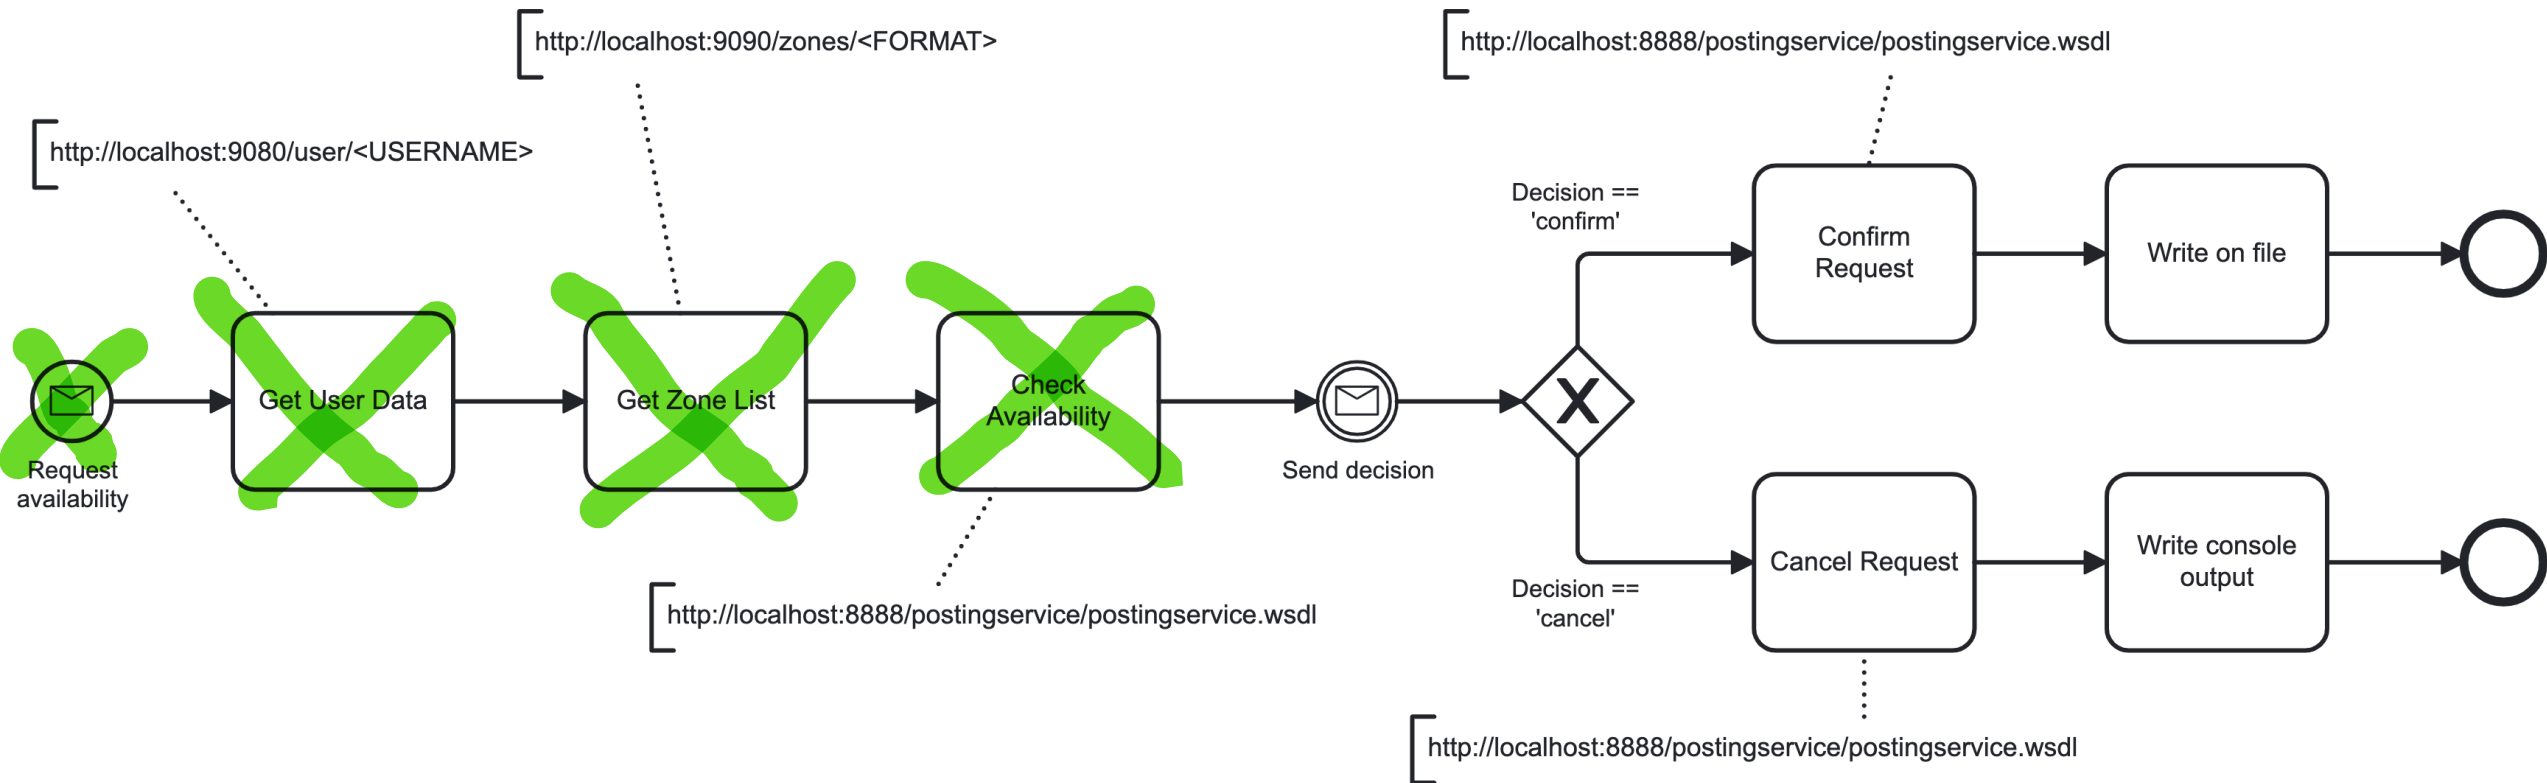 http://localhost:9090/zones/<FORMAT>
http://localhost:8888/postingservice/postingservice.wsdl
http://localhost:9080/user/<USERNAME>
Decision ==
'confirm'
Confirm
Request
Write on file
Request
availability
Get User Data
Get Zone List
Check
Availability
Send decision
X
Decision ==
'cancel'
Cancel Request
Write console
output
http://localhost:8888/postingservice/postingservice.wsdl
http://localhost:8888/postingservice/postingservice.wsdl